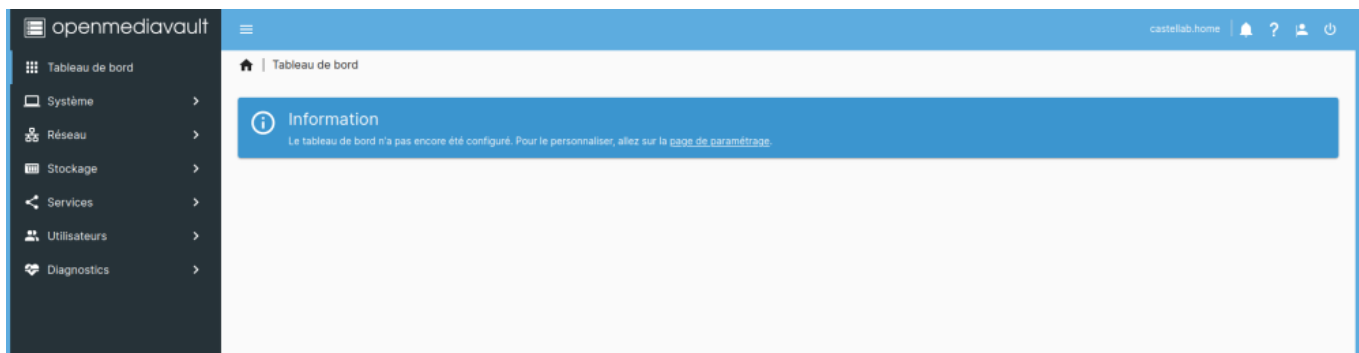 openmediavault
castellab.home
Tableau de bord
Tableau de bord
Système
Réseau
Stockage
Services
Utilisateurs
Diagnostics
Information
Le tableau de bord n'a pas encore été configuré. Pour le personnaliser, allez sur la page de paramétrage.